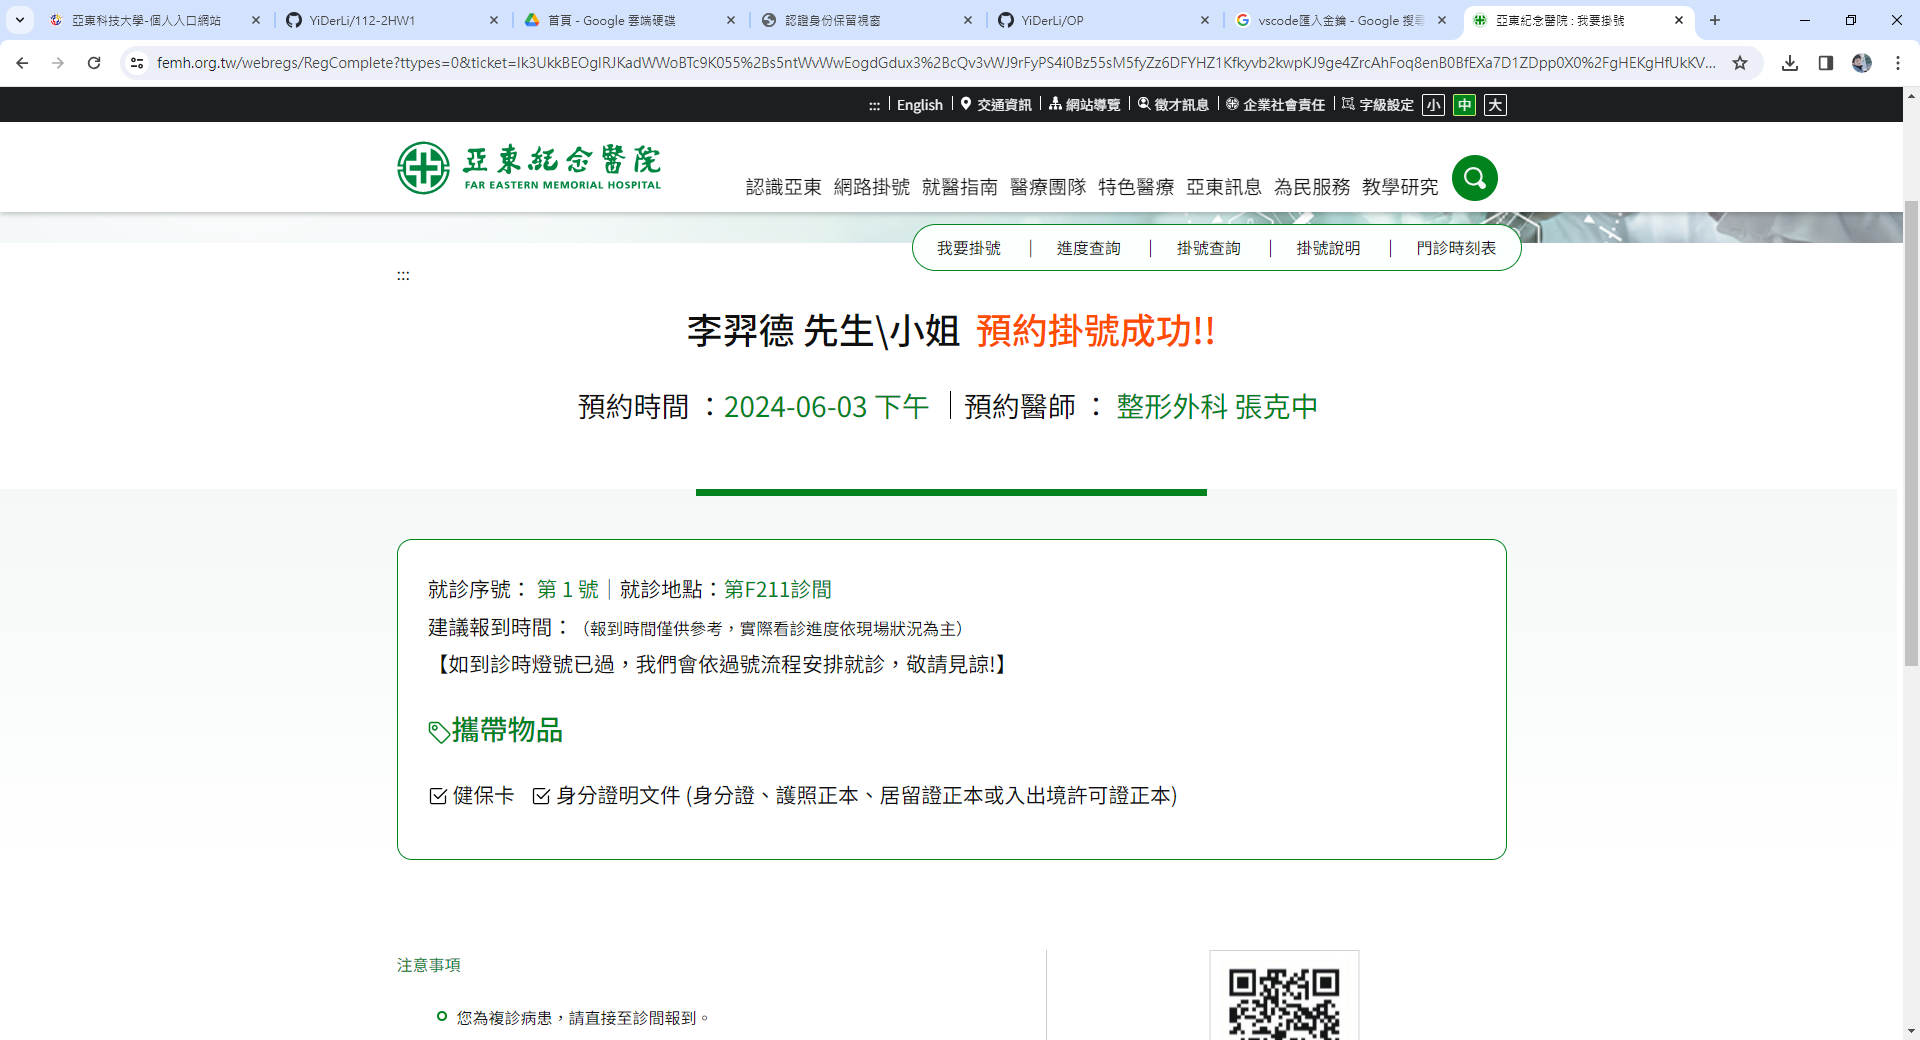 亞東科技大學-個人入口網站
YiDerLi/112-2HW1
首頁 - Google 雲端硬碟
認證身份保留視窗
YiDerLi/OP
vscode匯入金鑰 - Google 搜尋
亞東紀念醫院 : 我要掛號
femh.org.tw/webregs/RegComplete?ttypes=0&ticket=Ik3UkkBEOgIRJKadWWoBTc9K055%2Bs5ntWvWwEogdGdux3%2BcQv3vWJ9rFyPS4i0Bz55sM5fyZz6DFYHZ1Kfkyvb2kwpKJ9ge4ZrcAhFoq8enB0BfEXa7D1ZDpp0X0%2FgHEKgHfUkKV...
::: English 交通資訊 網站導覽 徵才訊息 企業社會責任 字級設定 小 中 大
亞東紀念醫院
FAR EASTERN MEMORIAL HOSPITAL
認識亞東 網路掛號 就醫指南 醫療團隊 特色醫療 亞東訊息 為民服務 教學研究
我要掛號 | 進度查詢 | 掛號查詢 | 掛號說明 | 門診時刻表
:::
李羿德 先生\小姐 預約掛號成功!!
預約時間 ：2024-06-03 下午 ｜預約醫師 ： 整形外科 張克中
就診序號： 第 1 號｜就診地點：第F211診間
建議報到時間：（報到時間僅供參考，實際看診進度依現場狀況為主）
【如到診時燈號已過，我們會依過號流程安排就診，敬請見諒!】
攜帶物品
健保卡 身分證明文件 (身分證、護照正本、居留證正本或入出境許可證正本)
注意事項
您為複診病患，請直接至診間報到。